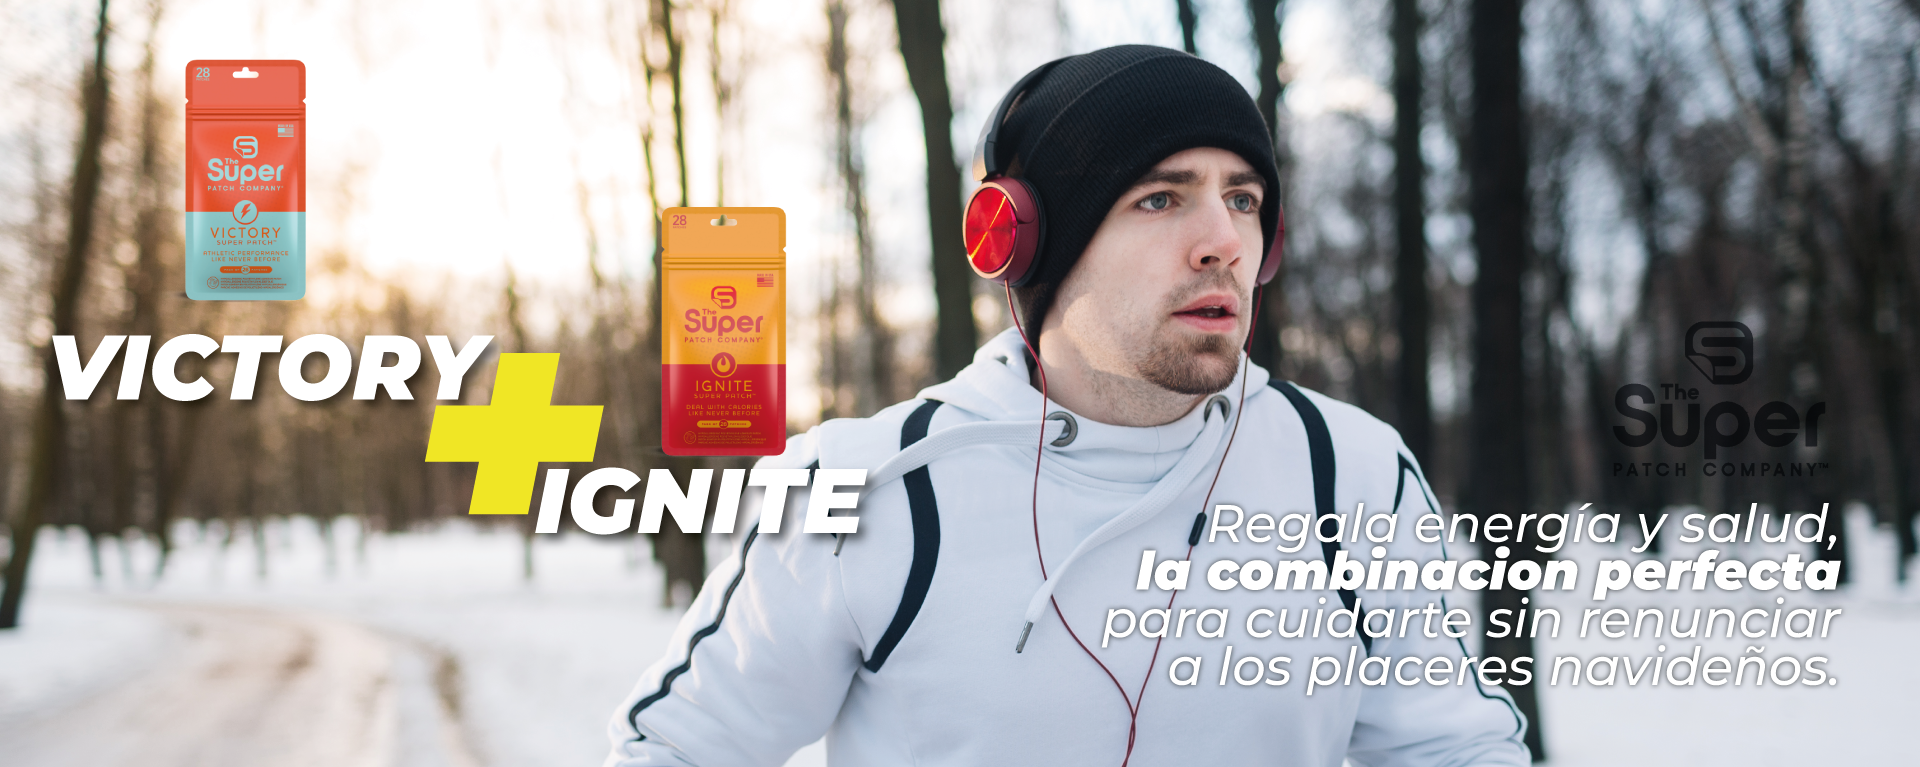 28
The
Super
PATCH COMPANY
VICTORY
SUPER PATCH
ATHLETIC PERFORMANCE
LIKE NEVER BEFORE
28
The
Super
PATCH COMPANY
IGNITE
SUPER PATCH
DEAL WITH CALORIES
LIKE NEVER BEFORE
VICTORY
IGNITE
The
Super
PATCH COMPANY™
Regala energía y salud,
la combinacion perfecta
para cuidarte sin renunciar
a los placeres navideños.